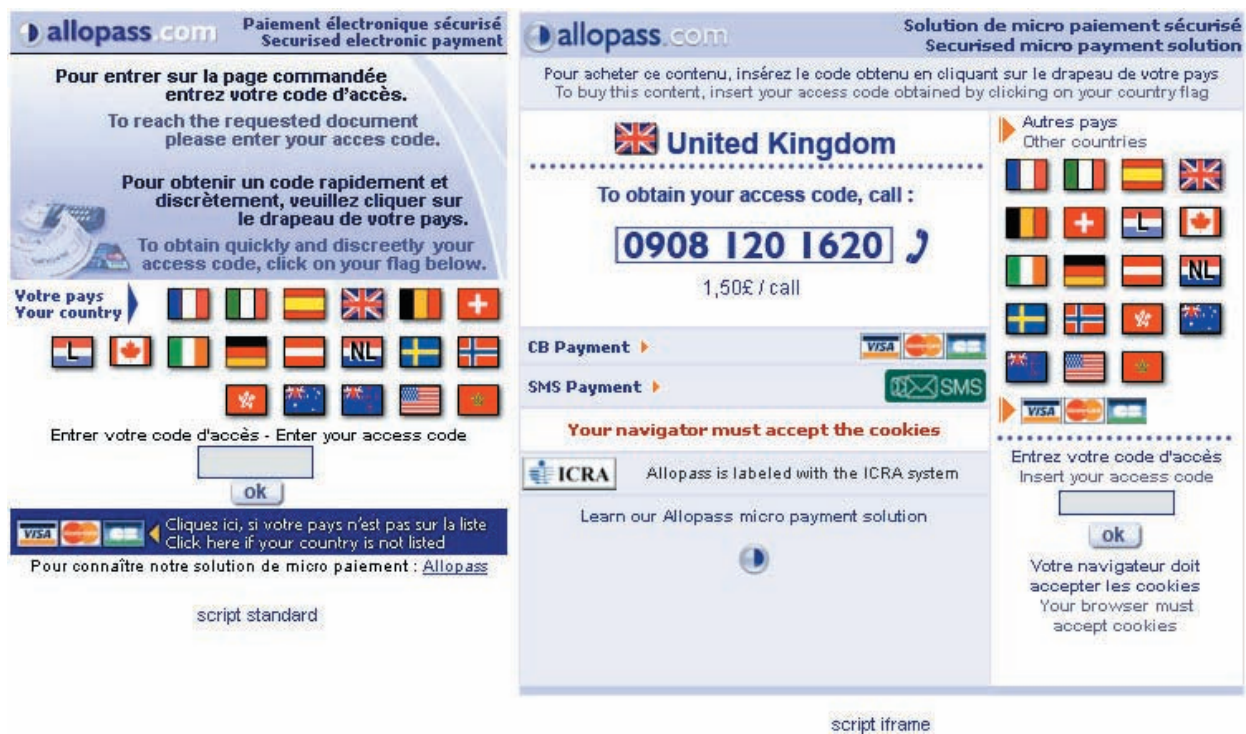 allopass.com
Paiement électronique sécurisé
Securised electronic payment
Pour entrer sur la page commandée
entrez votre code d'accès.
To reach the requested document
please enter your acces code.
Pour obtenir un code rapidement et
discrètement, veuillez cliquer sur
le drapeau de votre pays.
To obtain quickly and discreetly your
access code, click on your flag below.
Votre pays
Your country
L
NL
Entrer votre code d'accès - Enter your access code
ok
VISA
Cliquez ici, si votre pays n'est pas sur la liste
Click here if your country is not listed
Pour connaître notre solution de micro paiement : Allopass
script standard
allopass.com
Solution de micro paiement sécurisé
Securised micro payment solution
Pour acheter ce contenu, insérez le code obtenu en cliquant sur le drapeau de votre pays
To buy this content, insert your access code obtained by clicking on your country flag
United Kingdom
To obtain your access code, call :
0908 120 1620
1,50£ / call
CB Payment
VISA
SMS Payment
SMS
Your navigator must accept the cookies
ICRA
Allopass is labeled with the ICRA system
Learn our Allopass micro payment solution
Autres pays
Other countries
L
NL
VISA
Entrez votre code d'accès
Insert your access code
ok
Votre navigateur doit
accepter les cookies
Your browser must
accept cookies
script iframe